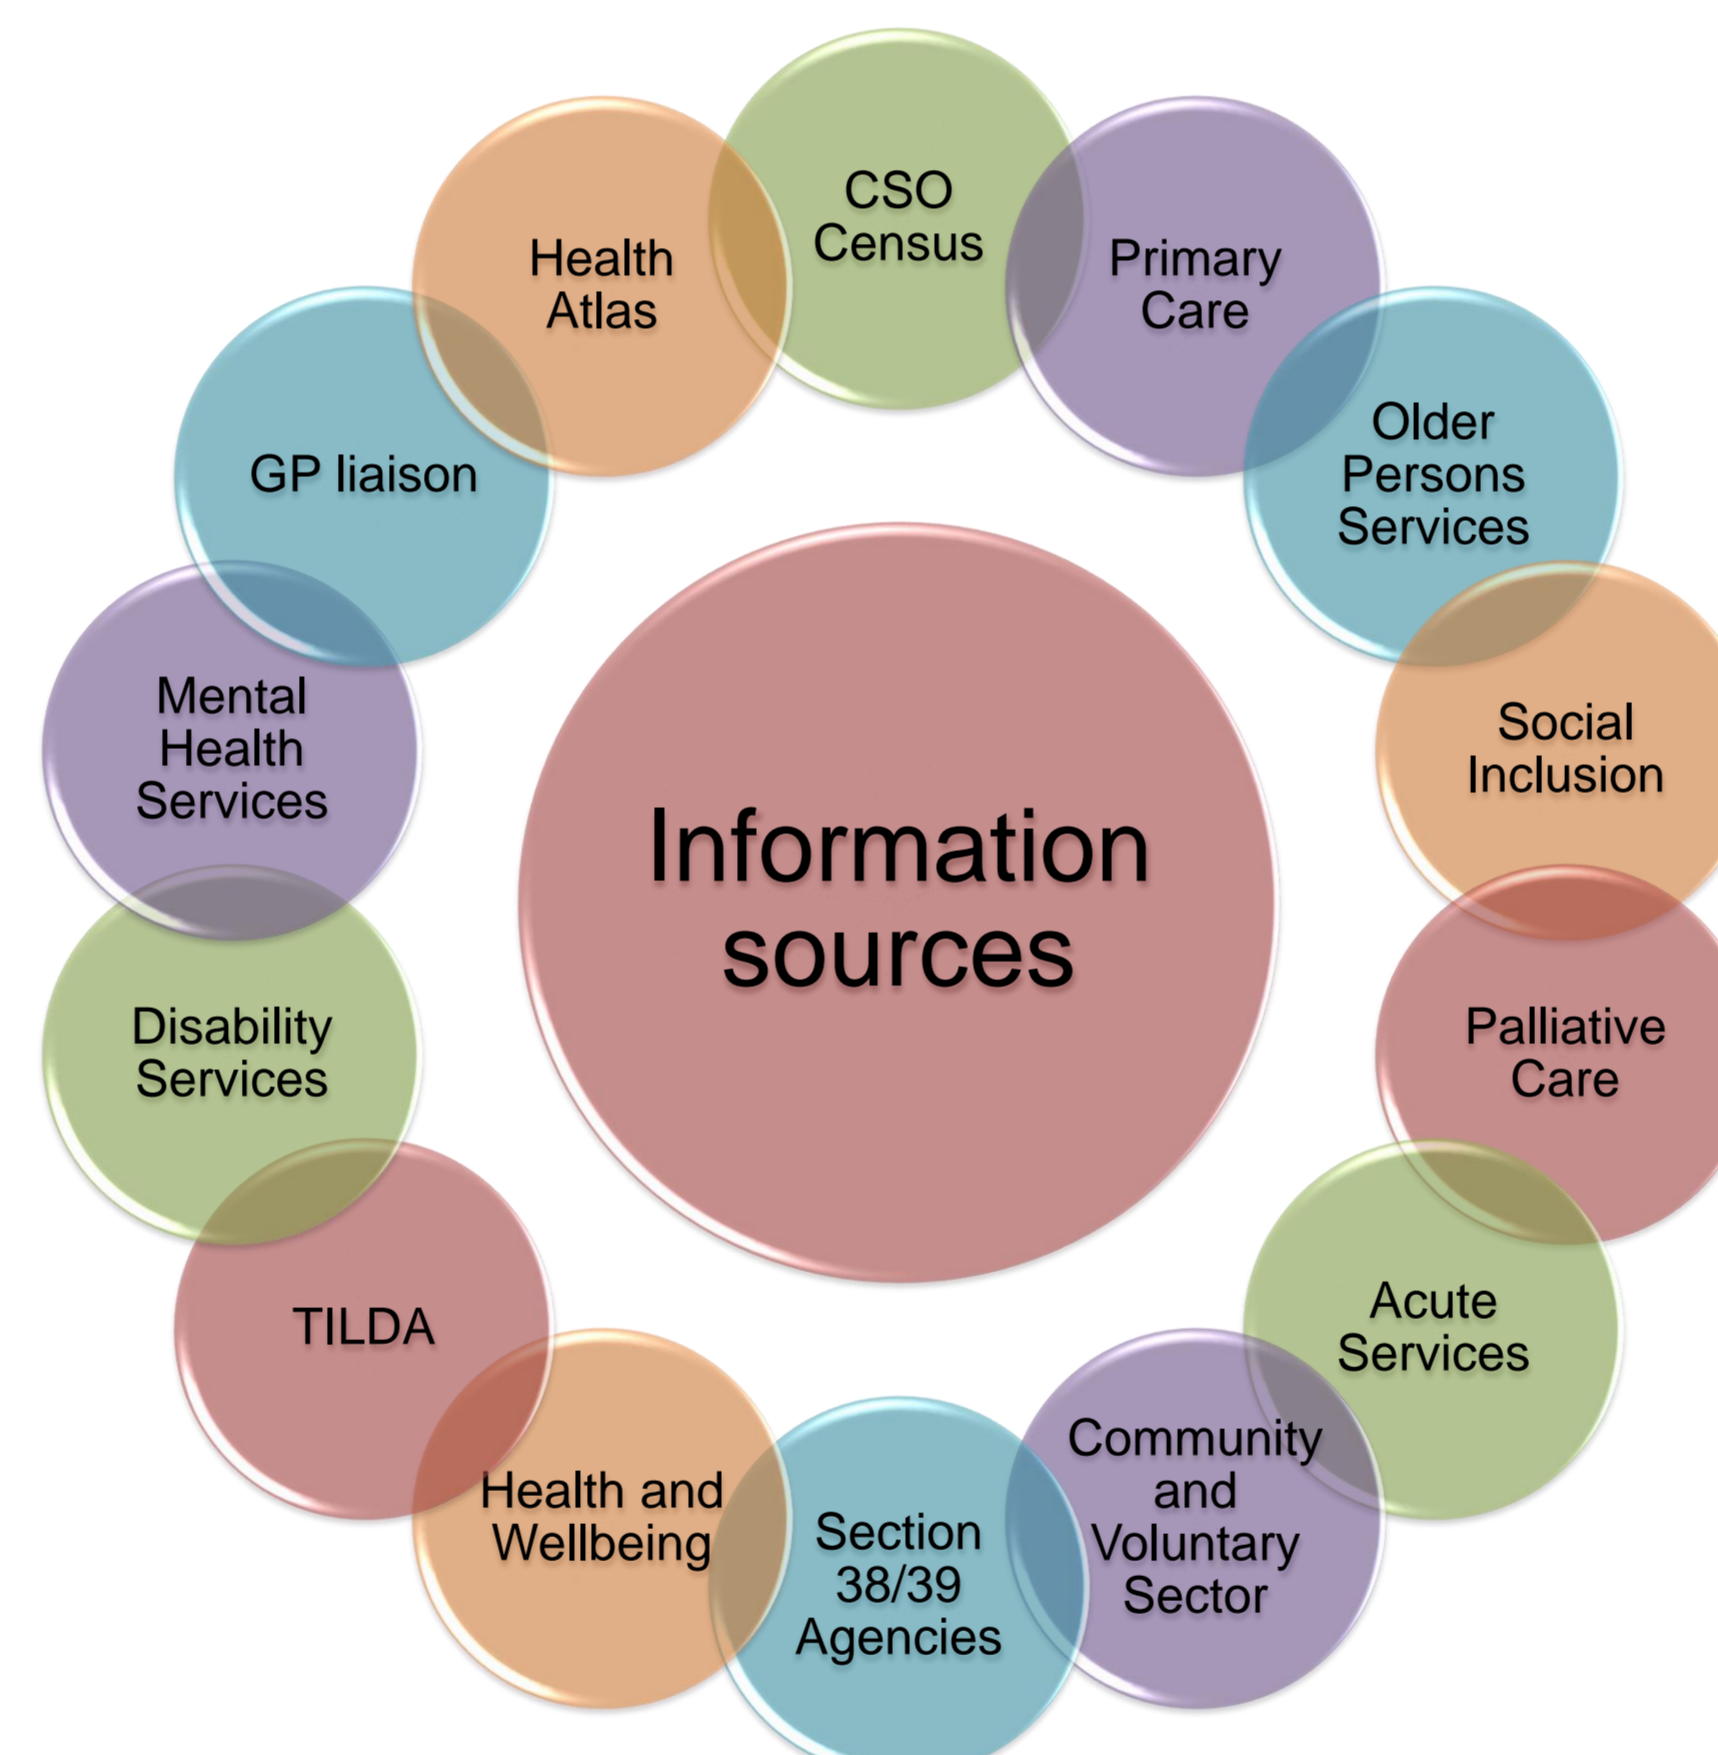 CSO
Census
Primary
Care
Older
Persons
Services
Social
Inclusion
Palliative
Care
Acute
Services
Community
and
Voluntary
Sector
Section
38/39
Agencies
Health and
Wellbeing
TILDA
Disability
Services
Mental
Health
Services
GP liaison
Health
Atlas
Information
sources